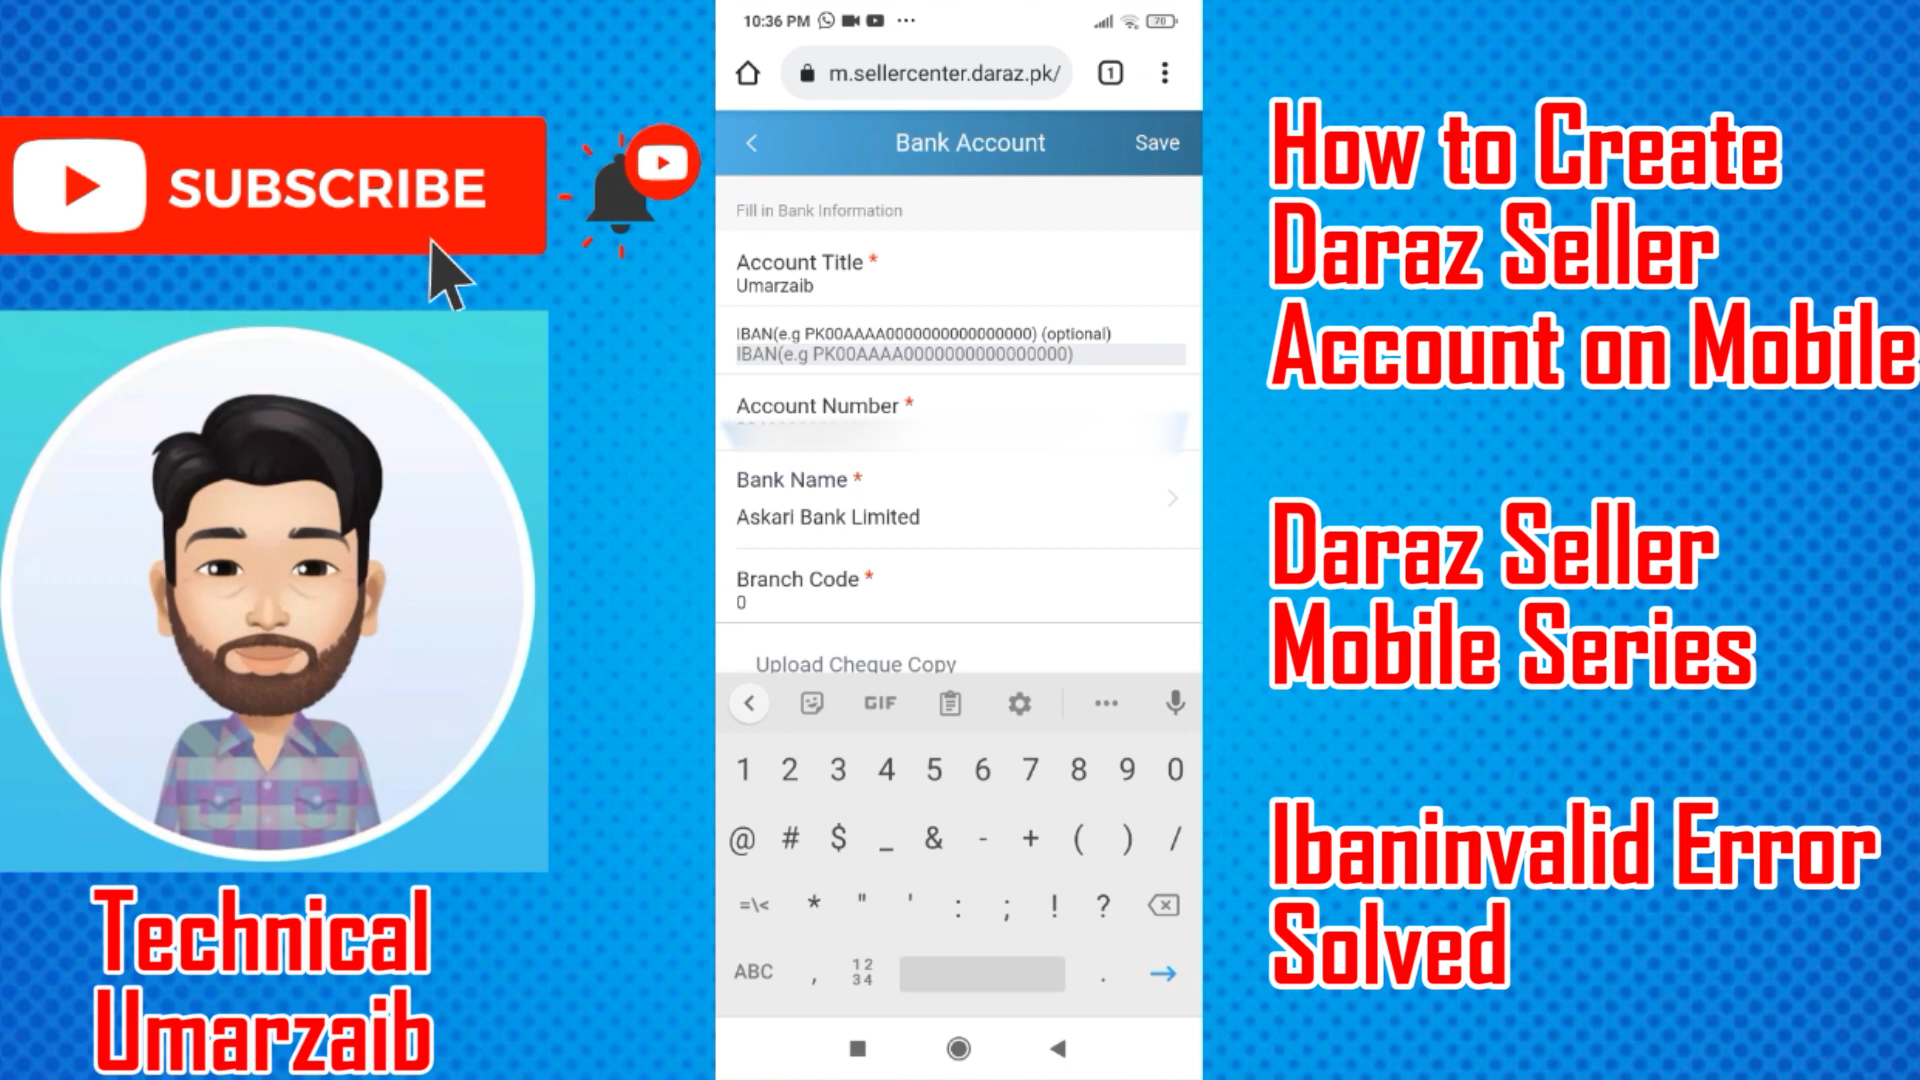 SUBSCRIBE
Technical
Umarzaib
10:36 PM
70
m.sellercenter.daraz.pk/
1
Bank Account
Save
Fill in Bank Information
Account Title *
Umarzaib
IBAN(e.g PK00AAAA0000000000000000) (optional)
IBAN(e.g PK00AAAA0000000000000000)
Account Number *
Bank Name *
Askari Bank Limited
Branch Code *
0
Upload Cheque Copy
GIF
1 2 3 4 5 6 7 8 9 0
@ # $ _ & - + ( ) /
=\< * " ' : ; ! ?
ABC , 12 34 .
How to Create
Daraz Seller
Account on Mobile
Daraz Seller
Mobile Series
Ibaninvalid Error
Solved